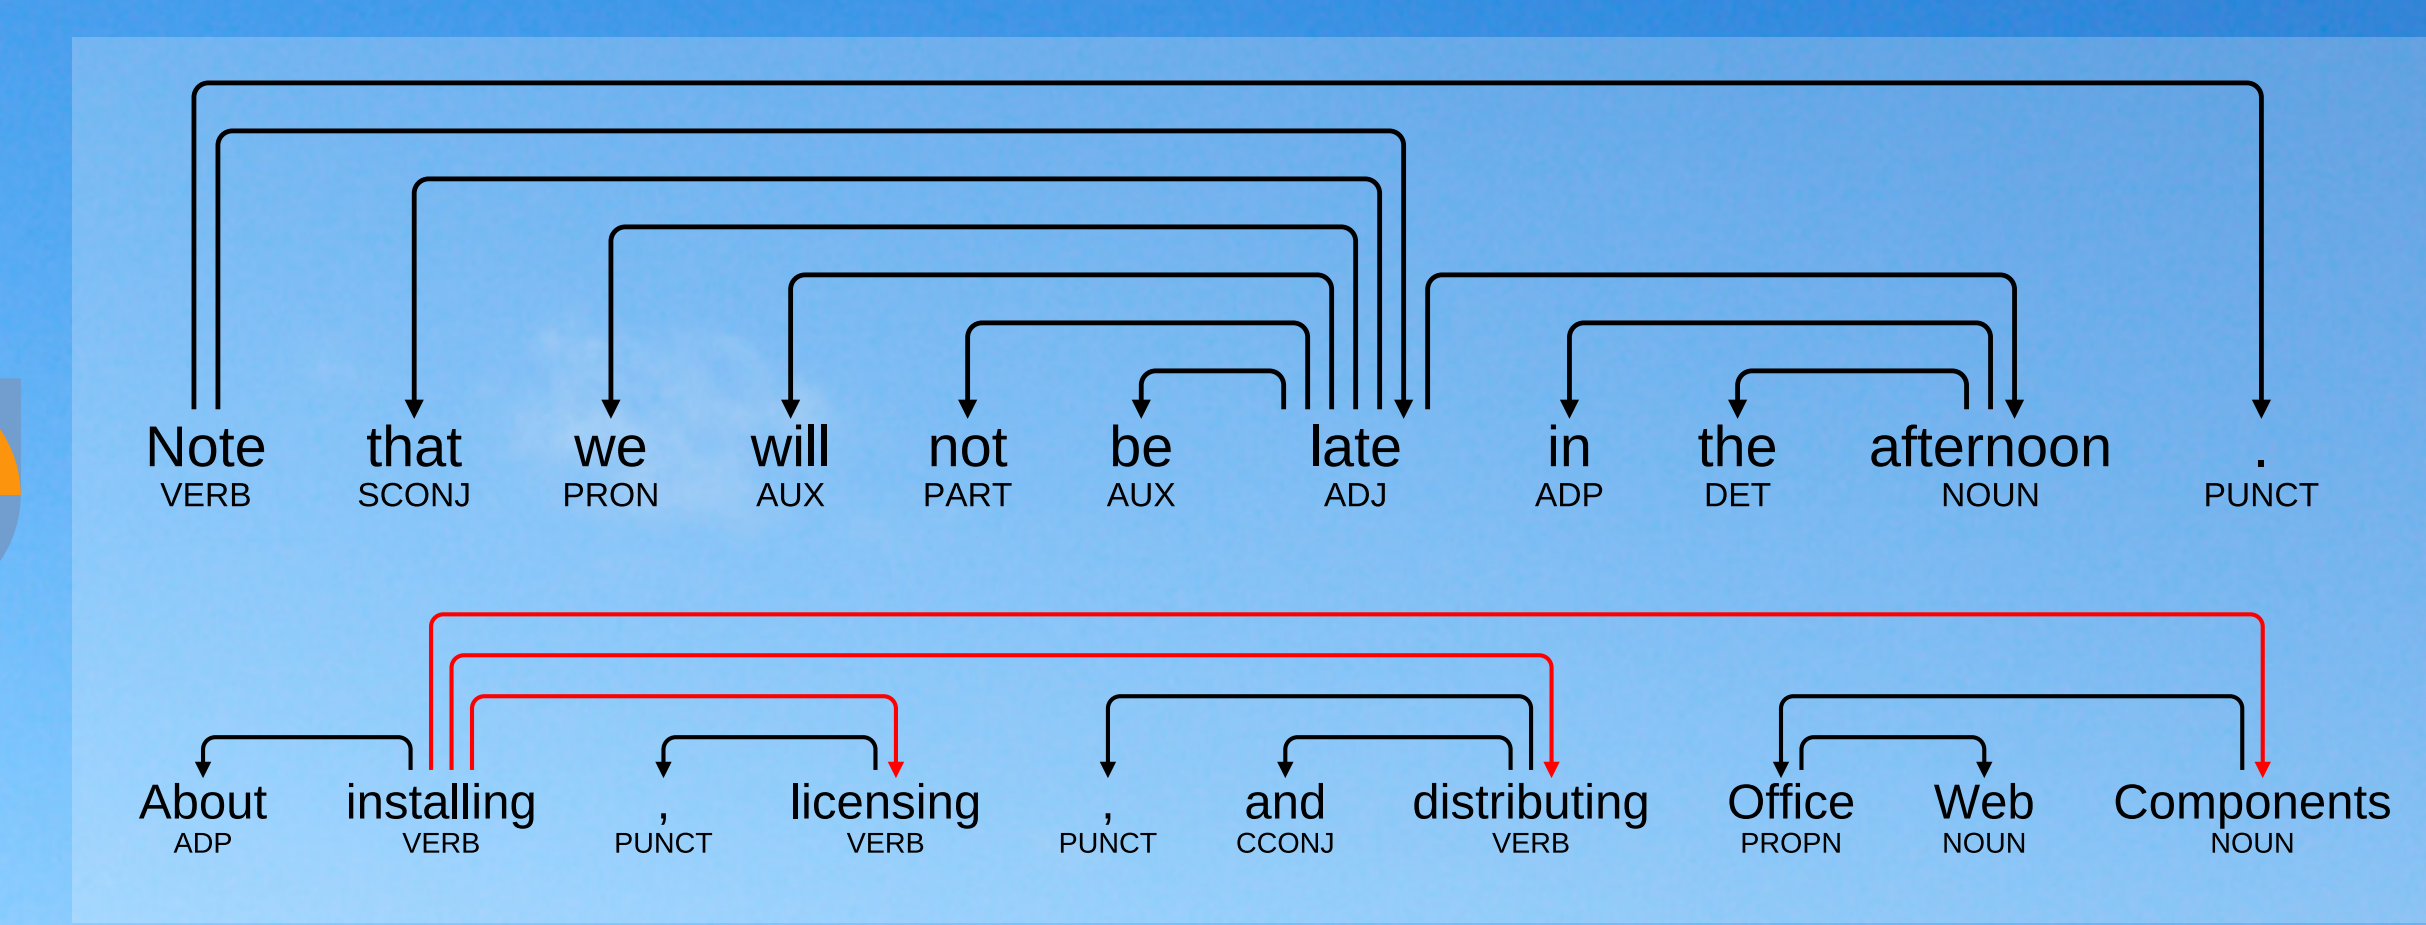 Note that we will not be late in the afternoon .
VERB SCONJ PRON AUX PART AUX ADJ ADP DET NOUN PUNCT
About installing , licensing , and distributing Office Web Components
ADP VERB PUNCT VERB PUNCT CCONJ VERB PROPN NOUN NOUN